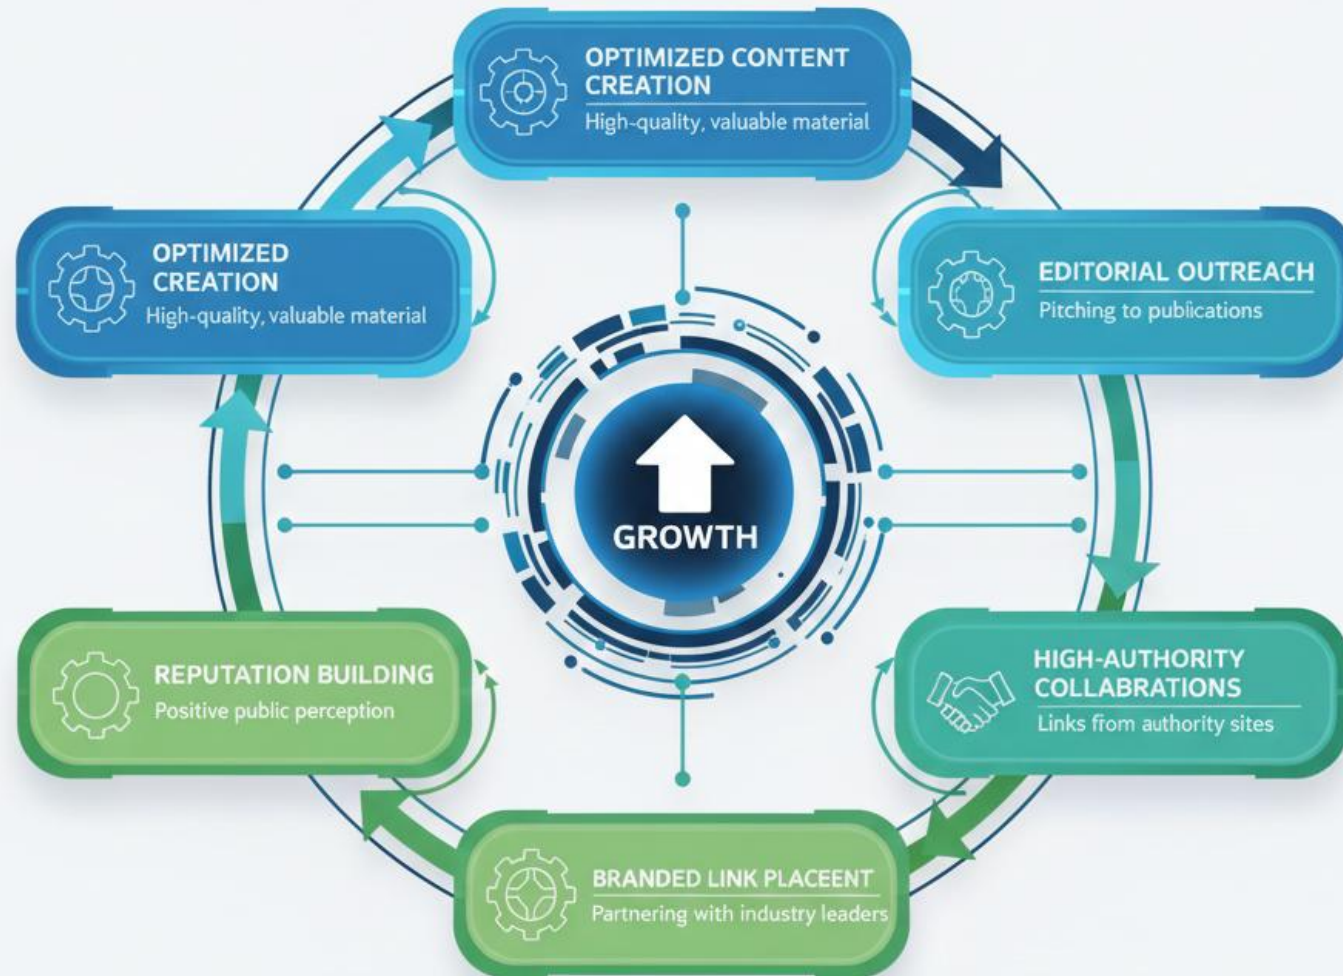 OPTIMIZED CONTENT
CREATION
High-quality, valuable material
OPTIMIZED
CREATION
High-quality, valuable material
EDITORIAL OUTREACH
Pitching to publications
GROWTH
REPUTATION BUILDING
Positive public perception
HIGH-AUTHORITY
COLLABRATIONS
Links from authority sites
BRANDED LINK PLACEENT
Partnering with industry leaders